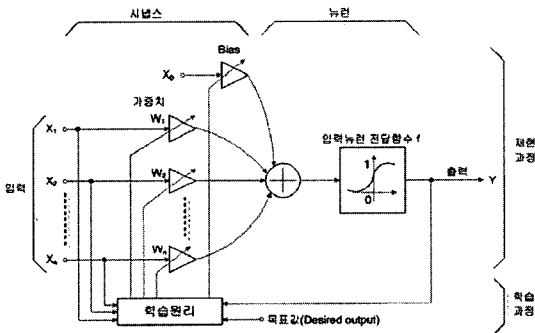 시냅스
뉴런
Bias
X₀
가중치
입력뉴런 전달함수 f
X₁
W₁
1
0
X₂
W₂
출력
Y
입력
재현
과정
Xₙ
Wₙ
학습원리
목표값(Desired output)
학습
과정